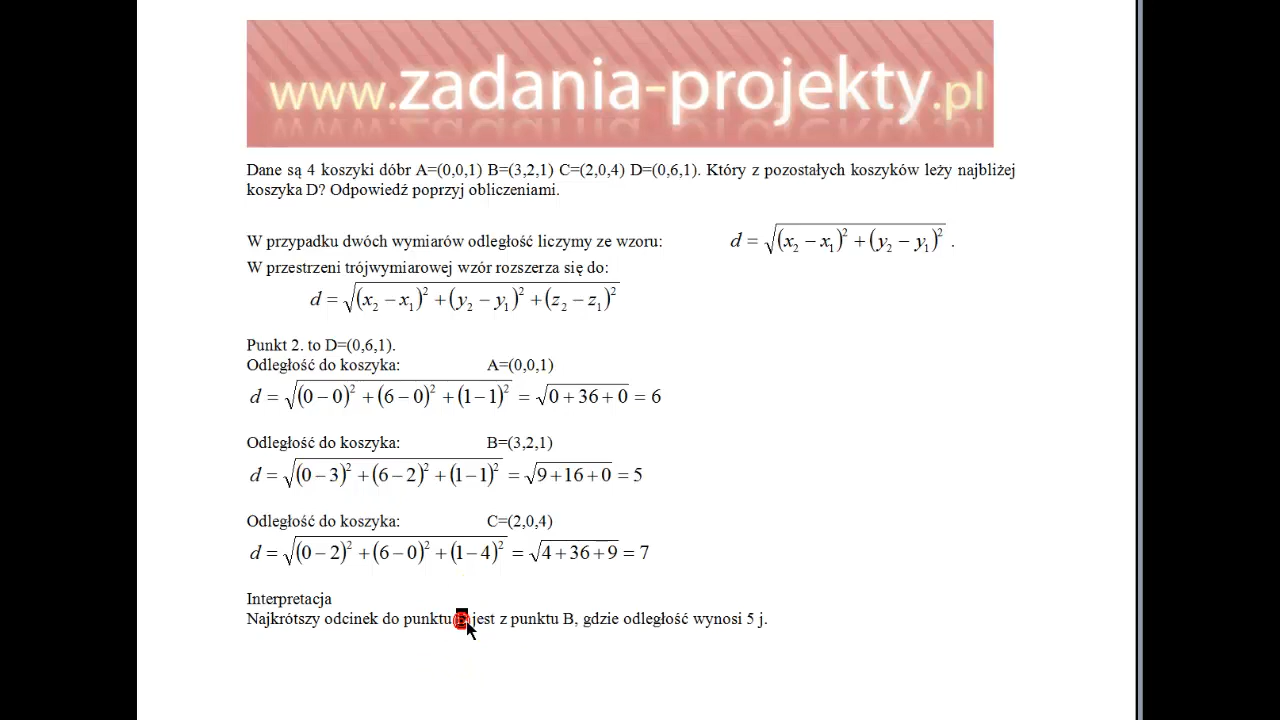 www.zadania-projekty.pl
Dane są 4 koszyki dóbr A=(0,0,1) B=(3,2,1) C=(2,0,4) D=(0,6,1). Który z pozostałych koszyków leży najbliżej
koszyka D? Odpowiedź poprzyj obliczeniami.
W przypadku dwóch wymiarów odległość liczymy ze wzoru: d = √((x₂ − x₁)² + (y₂ − y₁)²) .
W przestrzeni trójwymiarowej wzór rozszerza się do:
d = √((x₂ − x₁)² + (y₂ − y₁)² + (z₂ − z₁)²)
Punkt 2. to D=(0,6,1).
Odległość do koszyka: A=(0,0,1)
d = √((0 − 0)² + (6 − 0)² + (1 − 1)²) = √(0 + 36 + 0) = 6
Odległość do koszyka: B=(3,2,1)
d = √((0 − 3)² + (6 − 2)² + (1 − 1)²) = √(9 + 16 + 0) = 5
Odległość do koszyka: C=(2,0,4)
d = √((0 − 2)² + (6 − 0)² + (1 − 4)²) = √(4 + 36 + 9) = 7
Interpretacja
Najkrótszy odcinek do punktu jest z punktu B, gdzie odległość wynosi 5 j.